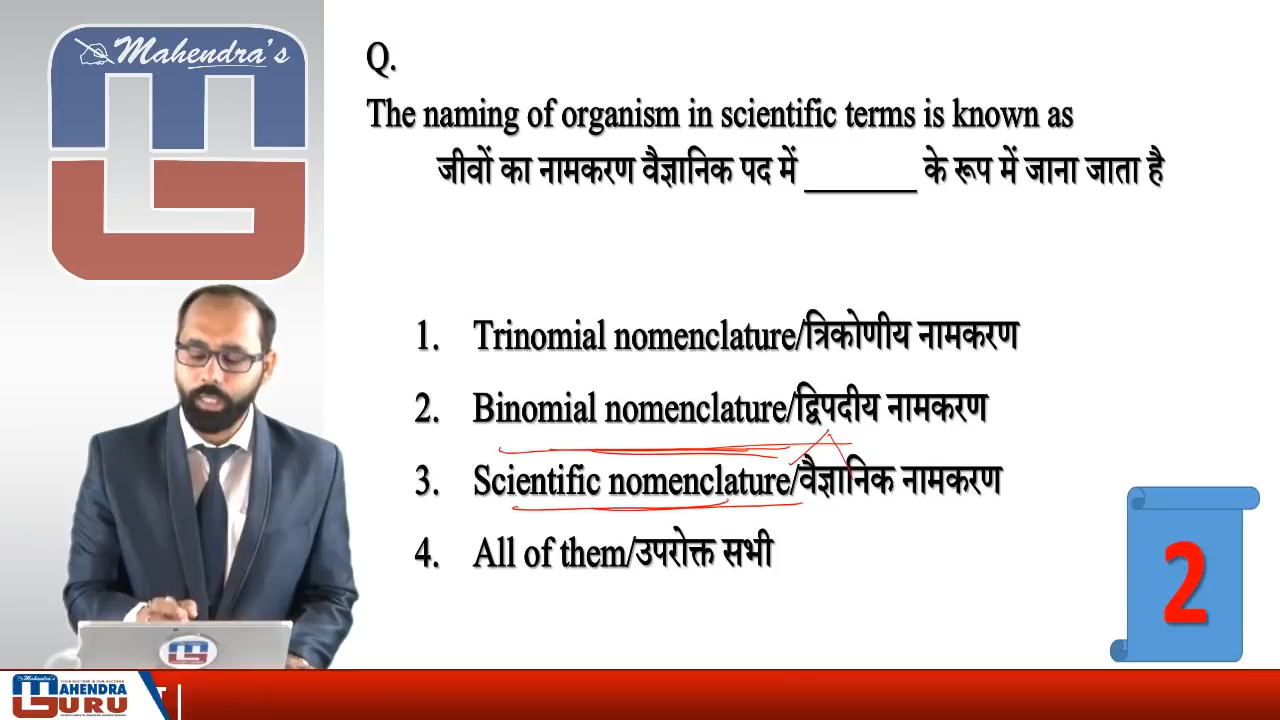 Mahendra's
Q.
The naming of organism in scientific terms is known as
जीवों का नामकरण वैज्ञानिक पद में _______ के रूप में जाना जाता है
1. Trinomial nomenclature/त्रिकोणीय नामकरण
2. Binomial nomenclature/द्विपदीय नामकरण
3. Scientific nomenclature/वैज्ञानिक नामकरण
4. All of them/उपरोक्त सभी
2
Mahendra's
MAHENDRA
GURU
T